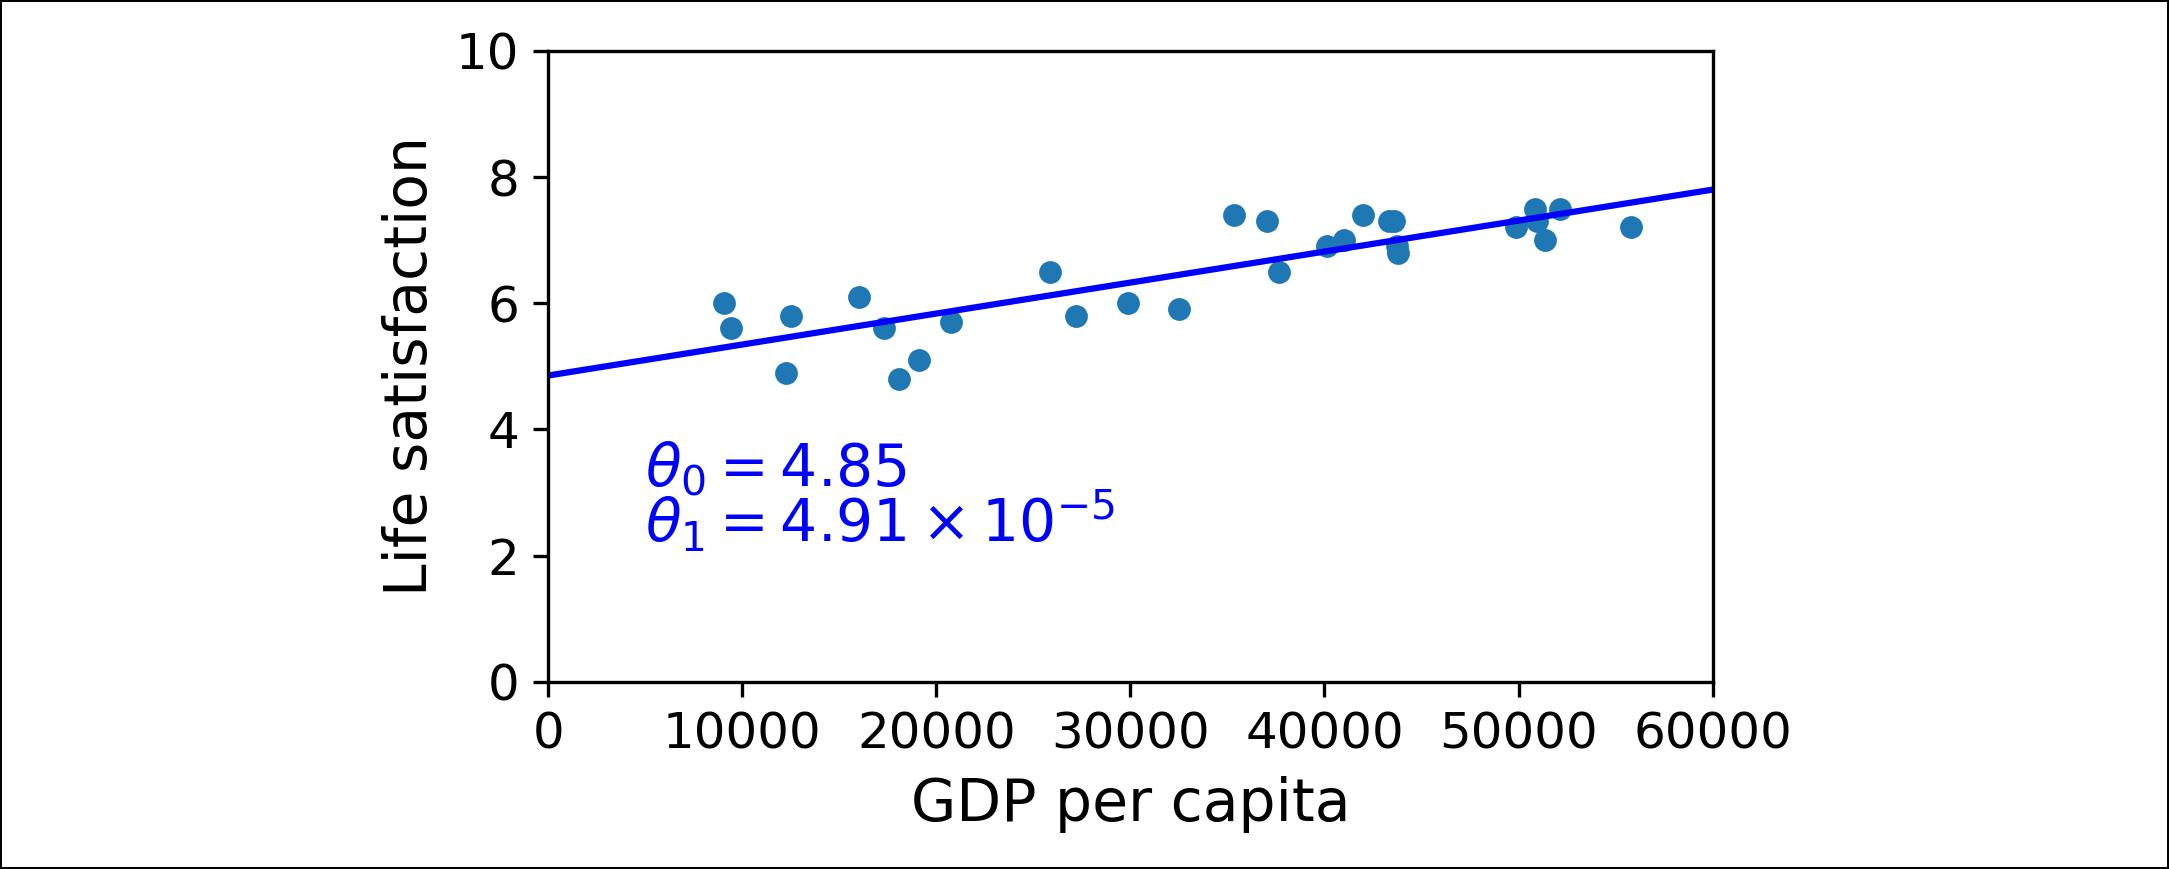 10
8
6
4
2
0
Life satisfaction
θ₀ = 4.85
θ₁ = 4.91 × 10⁻⁵
0 10000 20000 30000 40000 50000 60000
GDP per capita